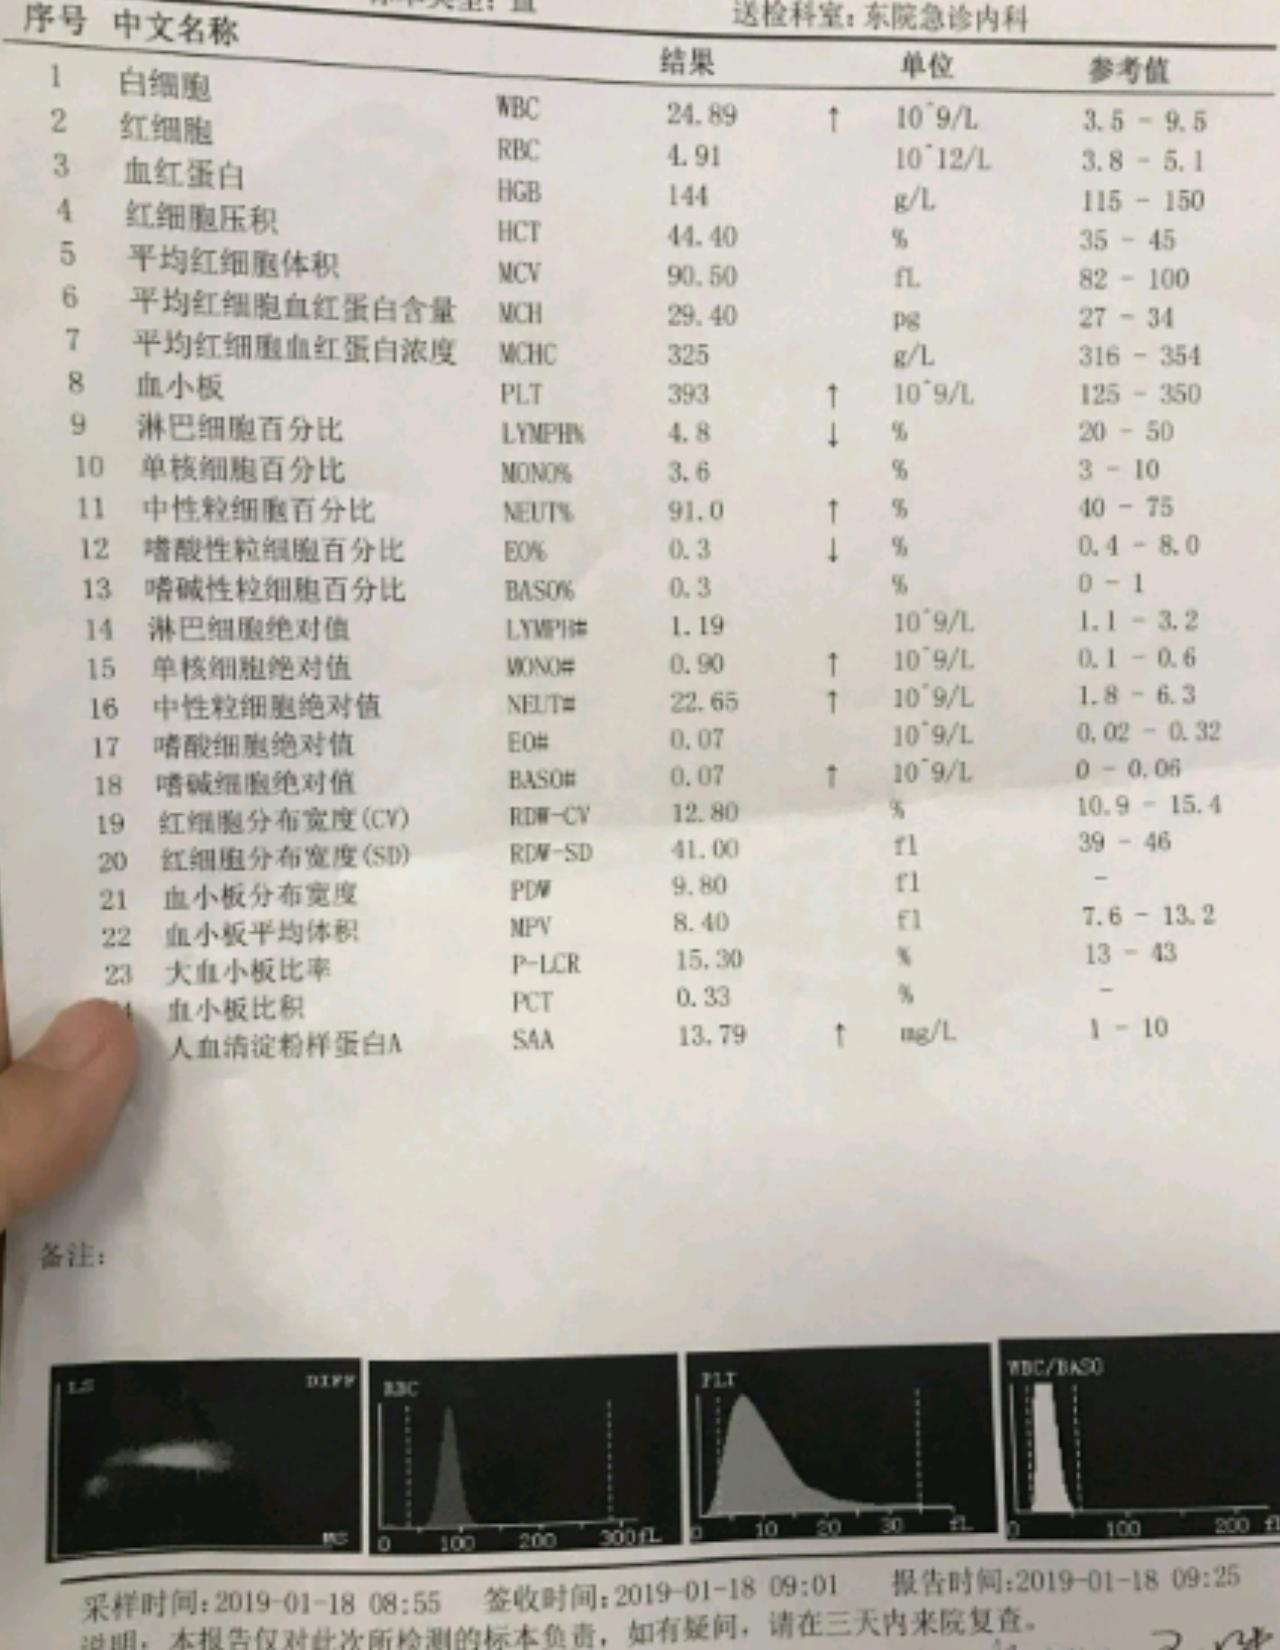 送检科室:东院急诊内科
序号 中文名称 结果 单位 参考值
1 白细胞 WBC 24.89 ↑ 10^9/L 3.5 - 9.5
2 红细胞 RBC 4.91 10^12/L 3.8 - 5.1
3 血红蛋白 HGB 144 g/L 115 - 150
4 红细胞压积 HCT 44.40 % 35 - 45
5 平均红细胞体积 MCV 90.50 fL 82 - 100
6 平均红细胞血红蛋白含量 MCH 29.40 pg 27 - 34
7 平均红细胞血红蛋白浓度 MCHC 325 g/L 316 - 354
8 血小板 PLT 393 ↑ 10^9/L 125 - 350
9 淋巴细胞百分比 LYMPH% 4.8 ↓ % 20 - 50
10 单核细胞百分比 MONO% 3.6 % 3 - 10
11 中性粒细胞百分比 NEUT% 91.0 ↑ % 40 - 75
12 嗜酸性粒细胞百分比 EO% 0.3 ↓ % 0.4 - 8.0
13 嗜碱性粒细胞百分比 BASO% 0.3 % 0 - 1
14 淋巴细胞绝对值 LYMPH# 1.19 10^9/L 1.1 - 3.2
15 单核细胞绝对值 MONO# 0.90 ↑ 10^9/L 0.1 - 0.6
16 中性粒细胞绝对值 NEUT# 22.65 ↑ 10^9/L 1.8 - 6.3
17 嗜酸细胞绝对值 EO# 0.07 10^9/L 0.02 - 0.32
18 嗜碱细胞绝对值 BASO# 0.07 ↑ 10^9/L 0 - 0.06
19 红细胞分布宽度(CV) RDW-CV 12.80 % 10.9 - 15.4
20 红细胞分布宽度(SD) RDW-SD 41.00 fl 39 - 46
21 血小板分布宽度 PDW 9.80 fl -
22 血小板平均体积 MPV 8.40 fl 7.6 - 13.2
23 大血小板比率 P-LCR 15.30 % 13 - 43
4 血小板比积 PCT 0.33 % -
人血清淀粉样蛋白A SAA 13.79 ↑ mg/L 1 - 10
备注:
LS DIFF RBC PLT WBC/BASO
MS 0 100 200 300fL 0 10 20 30 fL 0 100 200 fl
采样时间:2019-01-18 08:55 签收时间:2019-01-18 09:01 报告时间:2019-01-18 09:25
说明: 本报告仅对此次所检测的标本负责, 如有疑问, 请在三天内来院复查。